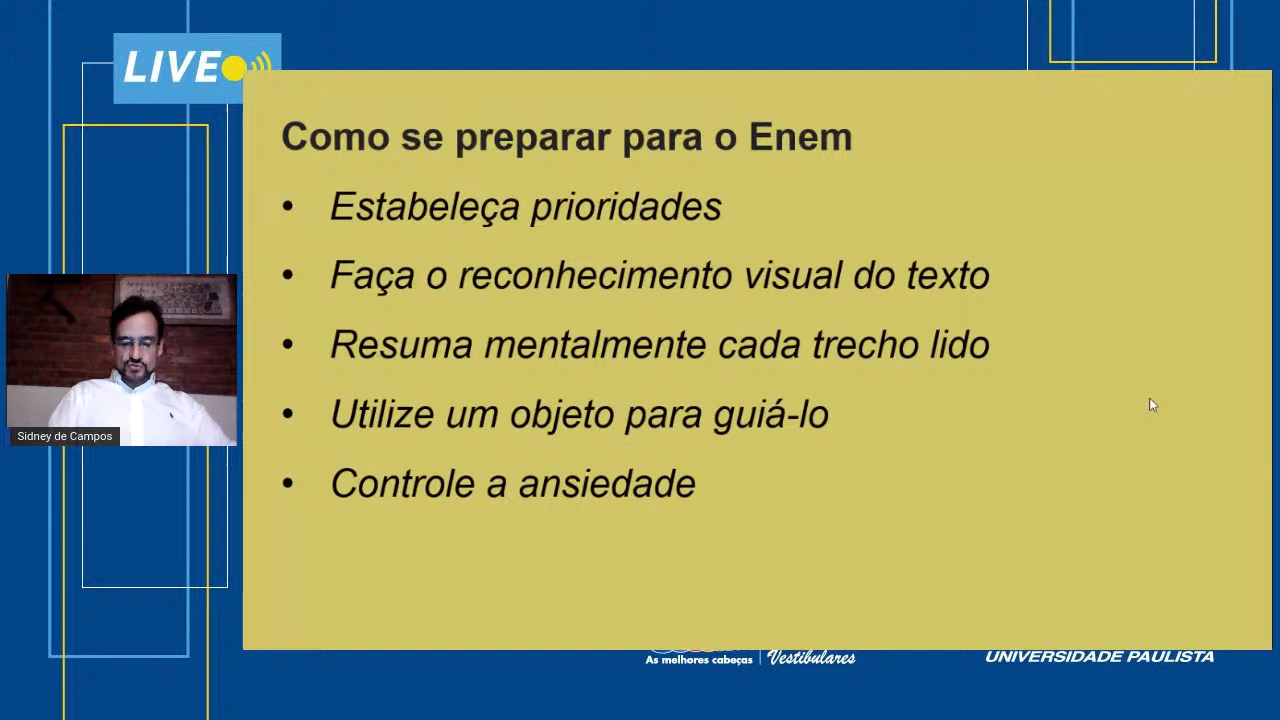 LIVE
Como se preparar para o Enem
• Estabeleça prioridades
• Faça o reconhecimento visual do texto
• Resuma mentalmente cada trecho lido
• Utilize um objeto para guiá-lo
• Controle a ansiedade
Sidney de Campos
As melhores cabeças | Vestibulares
UNIVERSIDADE PAULISTA